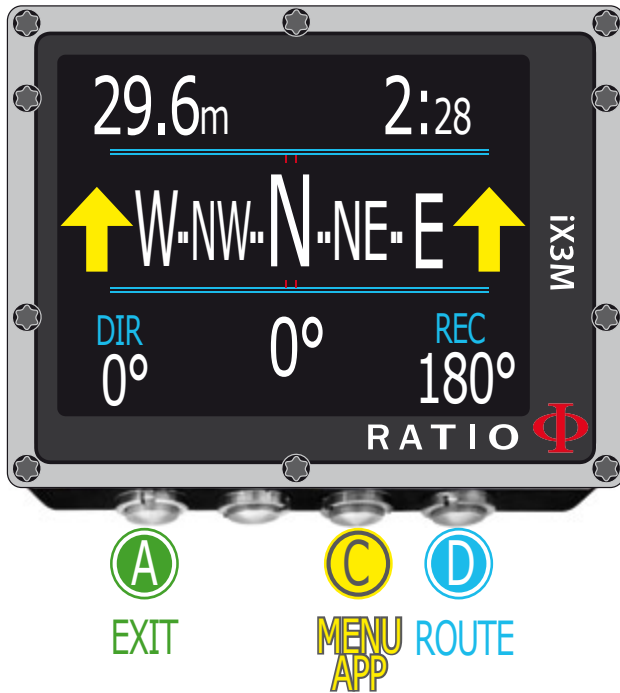 29.6m 2:28
W·NW··N·NE·E
DIR 0° REC
0° 180°
iX3M
RATIO
A C D
EXIT MENU APP ROUTE